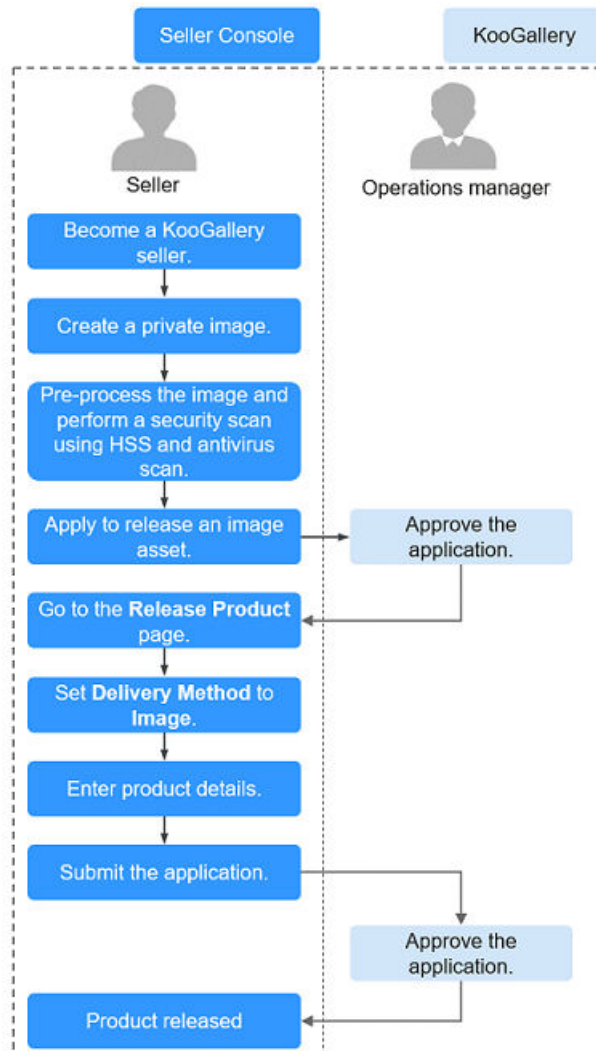 Seller Console
KooGallery
Seller
Operations manager
Become a KooGallery
seller.
Create a private image.
Pre-process the image and
perform a security scan
using HSS and antivirus
scan.
Apply to release an image
asset.
Approve the
application.
Go to the Release Product
page.
Set Delivery Method to
Image.
Enter product details.
Submit the application.
Approve the
application.
Product released